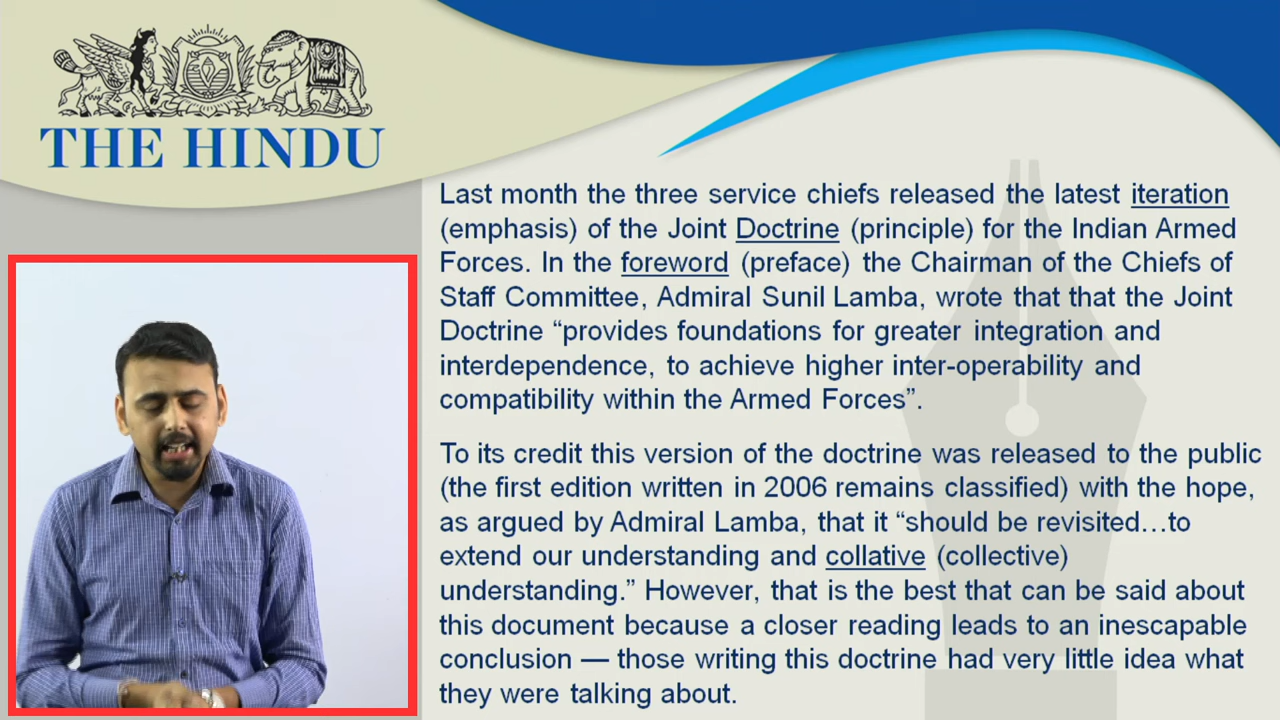 THE HINDU
Last month the three service chiefs released the latest iteration
(emphasis) of the Joint Doctrine (principle) for the Indian Armed
Forces. In the foreword (preface) the Chairman of the Chiefs of
Staff Committee, Admiral Sunil Lamba, wrote that that the Joint
Doctrine “provides foundations for greater integration and
interdependence, to achieve higher inter-operability and
compatibility within the Armed Forces”.
To its credit this version of the doctrine was released to the public
(the first edition written in 2006 remains classified) with the hope,
as argued by Admiral Lamba, that it “should be revisited…to
extend our understanding and collative (collective)
understanding.” However, that is the best that can be said about
this document because a closer reading leads to an inescapable
conclusion — those writing this doctrine had very little idea what
they were talking about.